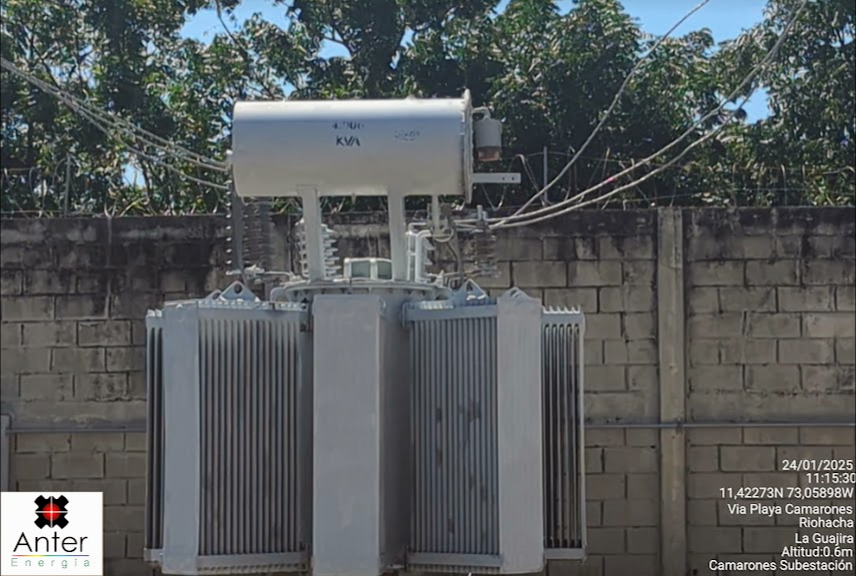 KVA
24/01/2025
11:15:30
11,42273N 73,05898W
Via Playa Camarones
Riohacha
La Guajira
Altitud:0.6m
Camarones Subestación
Anter
Energía